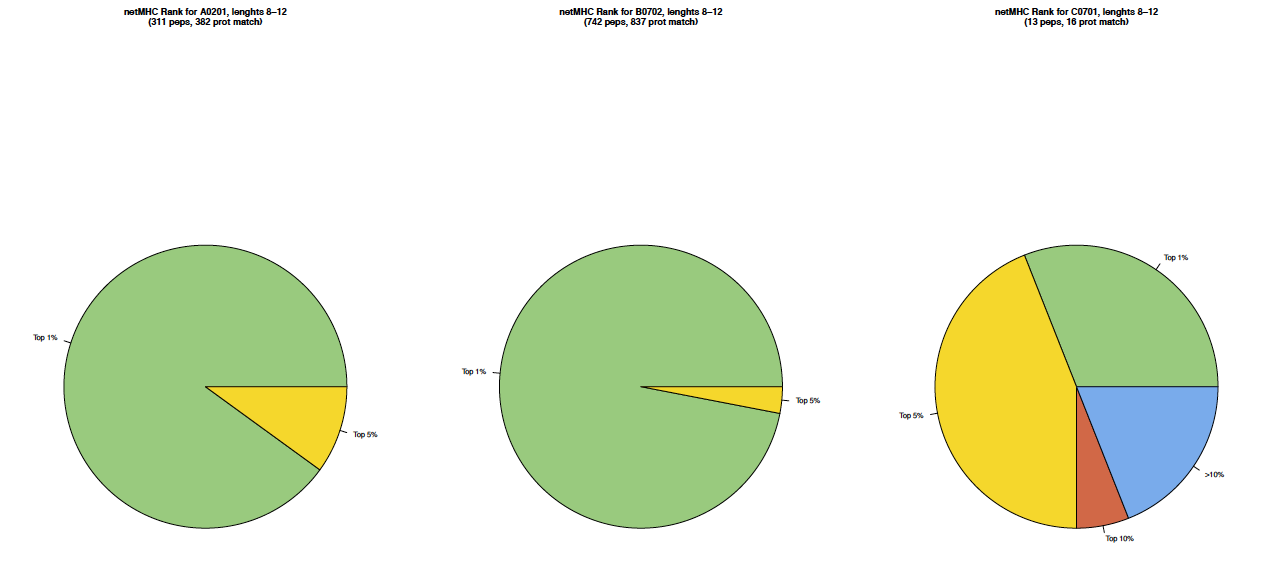 netMHC Rank for A0201, lenghts 8–12
(311 peps, 382 prot match)
Top 1%
Top 5%
netMHC Rank for B0702, lenghts 8–12
(742 peps, 837 prot match)
Top 1%
Top 5%
netMHC Rank for C0701, lenghts 8–12
(13 peps, 16 prot match)
Top 1%
Top 5%
>10%
Top 10%